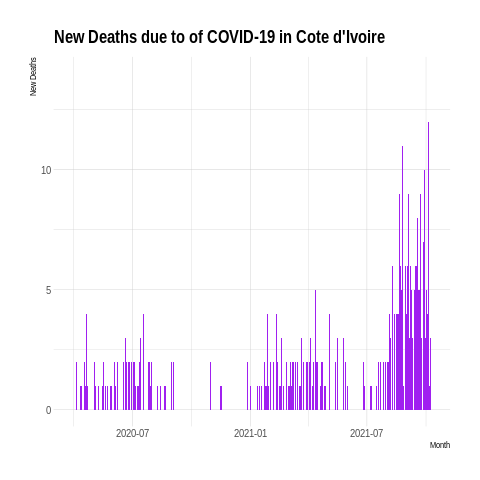 New Deaths due to of COVID-19 in Cote d'Ivoire
New Deaths
10
5
0
2020-07
2021-01
2021-07
Month